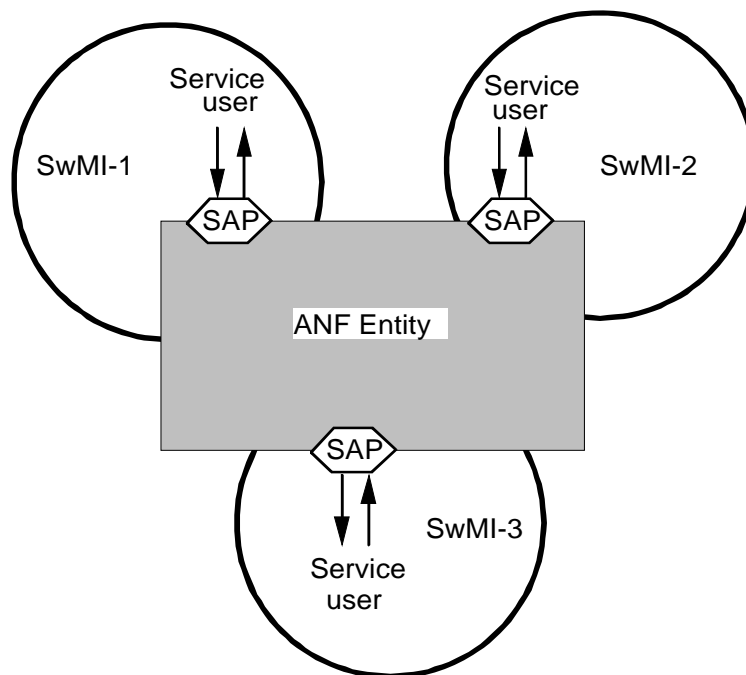 Service
user
Service
user
SwMI-1
SwMI-2
SAP
SAP
ANF Entity
SAP
SwMI-3
Service
user